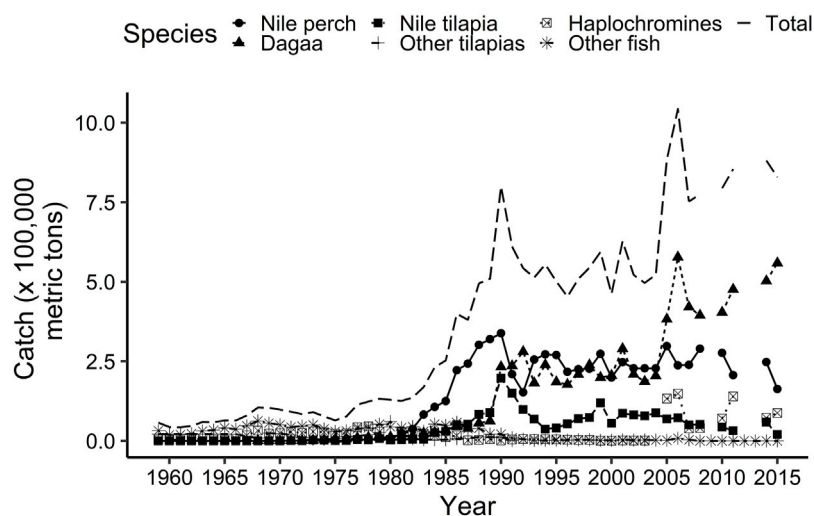 Species
Nile perch Nile tilapia Haplochromines Total
Dagaa Other tilapias Other fish
10.0
7.5
5.0
2.5
0.0
Catch (x 100,000
metric tons)
1960 1965 1970 1975 1980 1985 1990 1995 2000 2005 2010 2015
Year